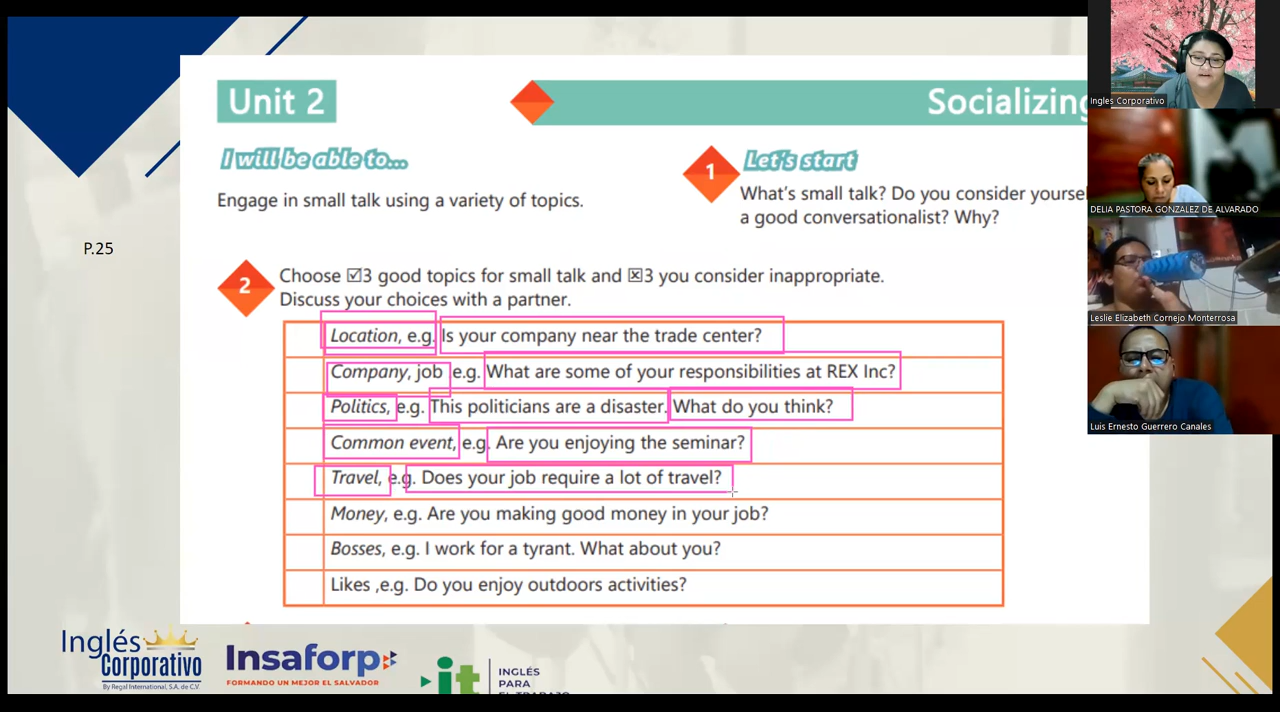 Unit 2
Socializing
I will be able to...
Engage in small talk using a variety of topics.
1
Let's start
What's small talk? Do you consider yoursel
a good conversationalist? Why?
P.25
2
Choose ☑3 good topics for small talk and ☒3 you consider inappropriate.
Discuss your choices with a partner.
Location, e.g. Is your company near the trade center?
Company, job e.g. What are some of your responsibilities at REX Inc?
Politics, e.g. This politicians are a disaster. What do you think?
Common event, e.g. Are you enjoying the seminar?
Travel, e.g. Does your job require a lot of travel?
Money, e.g. Are you making good money in your job?
Bosses, e.g. I work for a tyrant. What about you?
Likes ,e.g. Do you enjoy outdoors activities?
Inglés
Corporativo
By Regal International, S.A. de C.V.
Insaforp
FORMANDO UN MEJOR EL SALVADOR
it
INGLÉS
PARA
EL TRABAJO
Ingles Corporativo
DELIA PASTORA GONZALEZ DE ALVARADO
Leslie Elizabeth Cornejo Monterrosa
Luis Ernesto Guerrero Canales